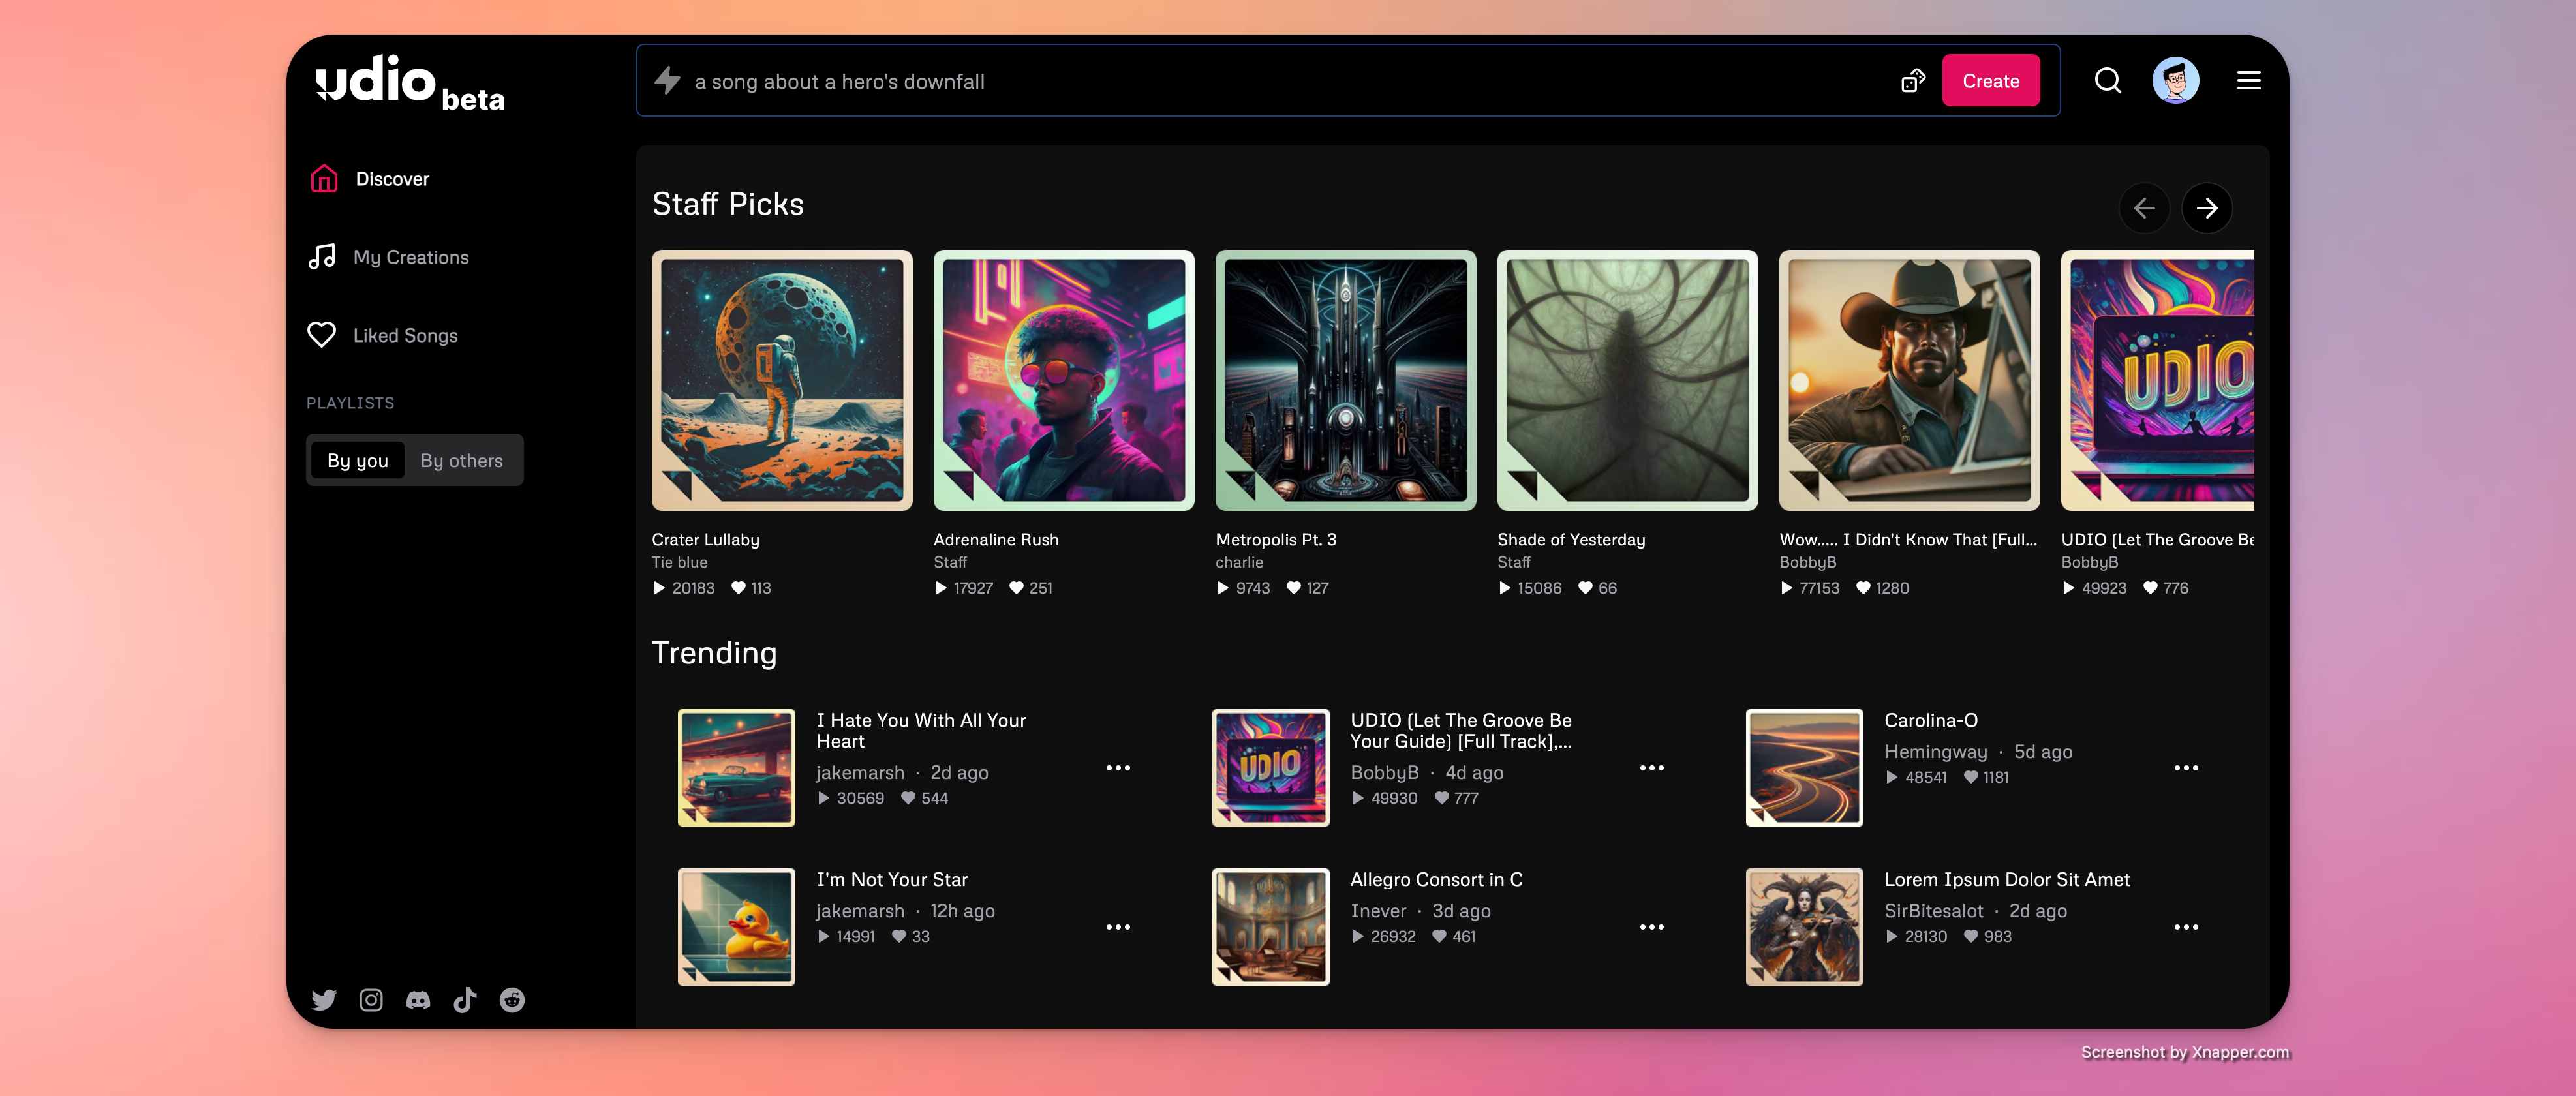 udio beta
a song about a hero's downfall
Create
Discover
My Creations
Liked Songs
PLAYLISTS
By you
By others
Staff Picks
UDIO
Crater Lullaby
Tie blue
20183 113
Adrenaline Rush
Staff
17927 251
Metropolis Pt. 3
charlie
9743 127
Shade of Yesterday
Staff
15086 66
Wow..... I Didn't Know That [Full...
BobbyB
77153 1280
UDIO (Let The Groove Be
BobbyB
49923 776
Trending
I Hate You With All Your
Heart
jakemarsh · 2d ago
30569 544
UDIO
UDIO (Let The Groove Be
Your Guide) [Full Track],...
BobbyB · 4d ago
49930 777
Carolina-O
Hemingway · 5d ago
48541 1181
I'm Not Your Star
jakemarsh · 12h ago
14991 33
Allegro Consort in C
Inever · 3d ago
26932 461
Lorem Ipsum Dolor Sit Amet
SirBitesalot · 2d ago
28130 983
Screenshot by Xnapper.com